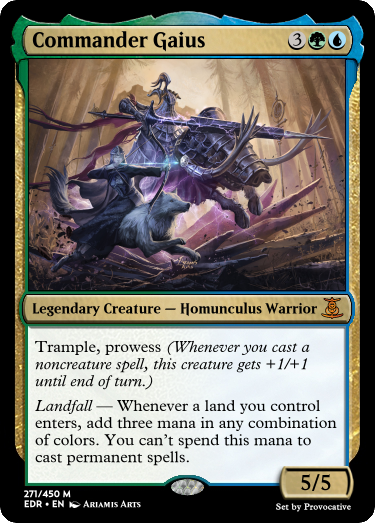 Commander Gaius 3
Legendary Creature — Homunculus Warrior
Trample, prowess (Whenever you cast a
noncreature spell, this creature gets +1/+1
until end of turn.)
Landfall — Whenever a land you control
enters, add three mana in any combination
of colors. You can't spend this mana to
cast permanent spells.
5/5
271/450 M
EDR • EN Ariamis Arts
Set by Provocative